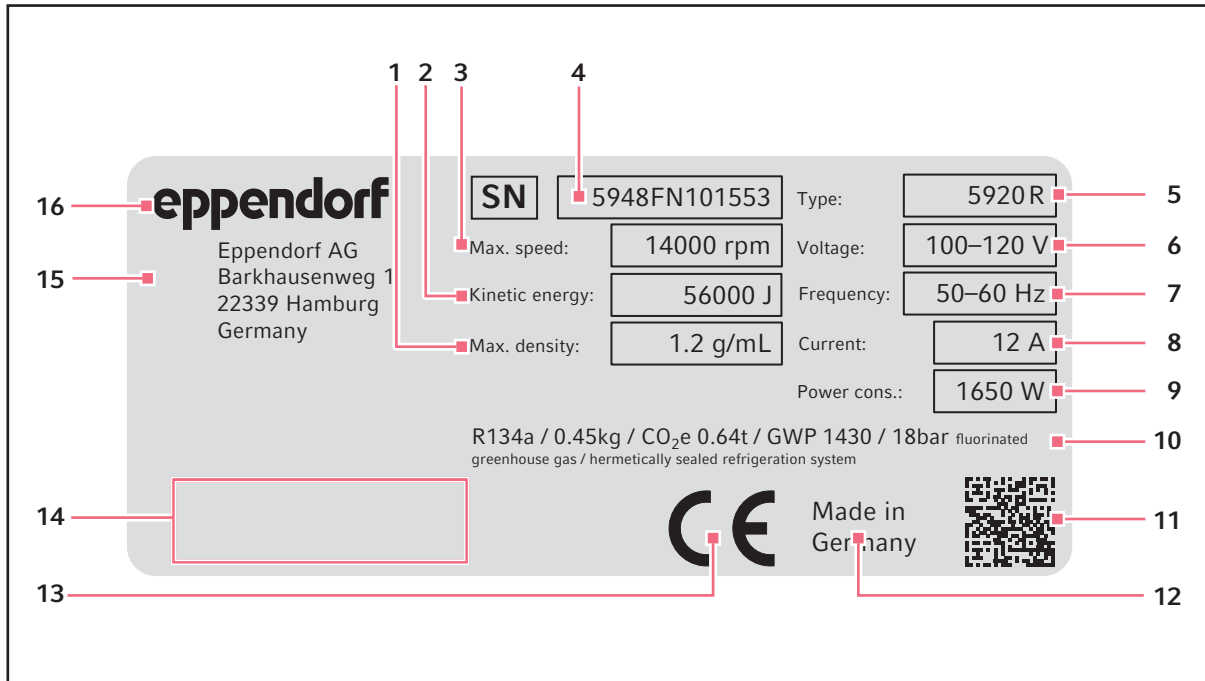 1 2 3 4
16 eppendorf SN 5948FN101553 Type: 5920 R 5
Eppendorf AG Max. speed: 14000 rpm Voltage: 100–120 V 6
15 Barkhausenweg 1
22339 Hamburg Kinetic energy: 56000 J Frequency: 50–60 Hz 7
Germany Max. density: 1.2 g/mL Current: 12 A 8
Power cons.: 1650 W 9
R134a / 0.45kg / CO₂e 0.64t / GWP 1430 / 18bar fluorinated 10
greenhouse gas / hermetically sealed refrigeration system
14 CE Made in 11
Germany
13 12